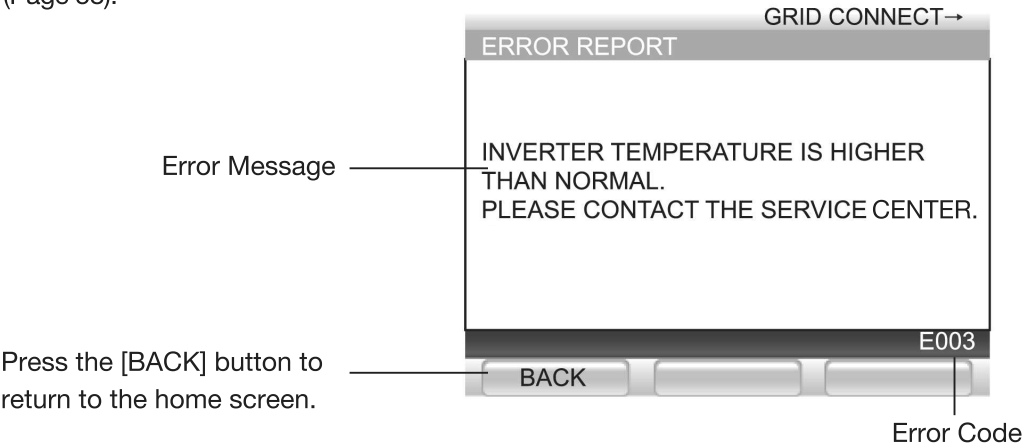 (Page 58).
GRID CONNECT→
ERROR REPORT
Error Message
INVERTER TEMPERATURE IS HIGHER
THAN NORMAL.
PLEASE CONTACT THE SERVICE CENTER.
E003
Press the [BACK] button to
return to the home screen.
BACK
Error Code